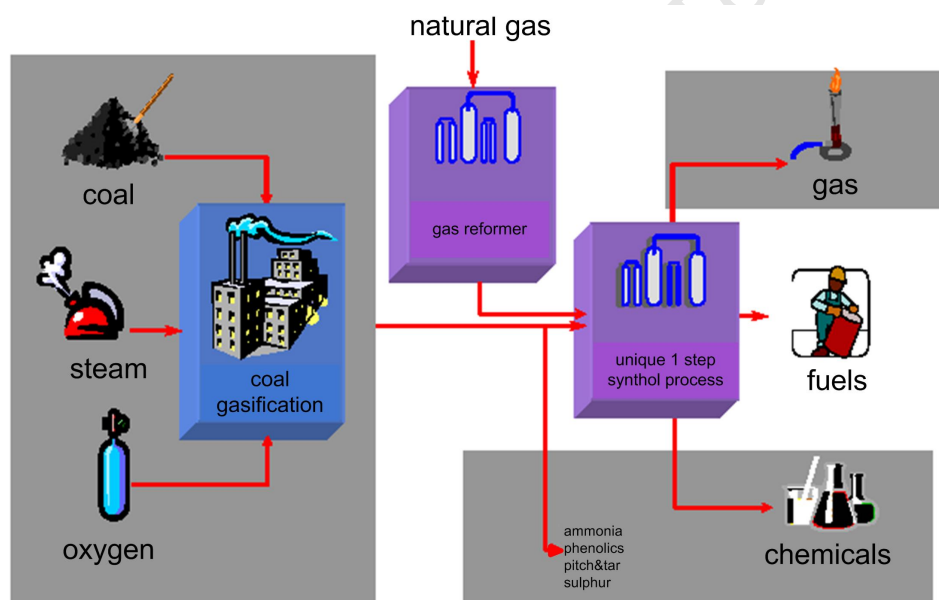 natural gas
coal
gas reformer
gas
steam
coal
gasification
unique 1 step
synthol process
fuels
oxygen
ammonia
phenolics
pitch&tar
sulphur
chemicals